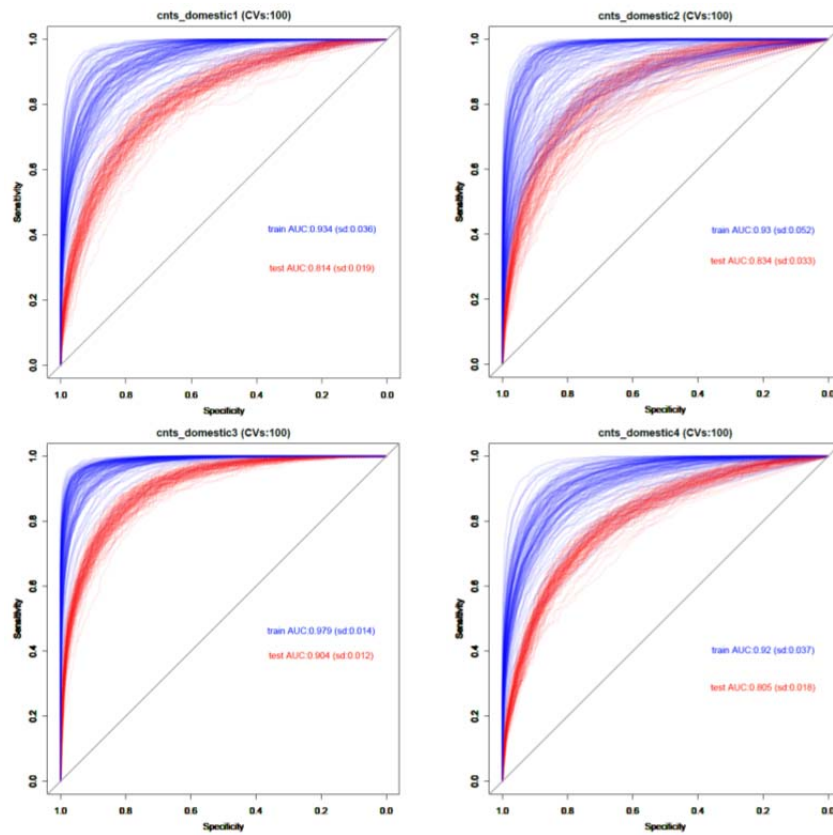 cnts_domestic1 (CVs:100)
1.0
0.8
0.6
0.4
0.2
0.0
Sensitivity
train AUC:0.934 (sd:0.036)
test AUC:0.814 (sd:0.019)
1.0 0.8 0.6 0.4 0.2 0.0
Specificity
cnts_domestic2 (CVs:100)
1.0
0.8
0.6
0.4
0.2
0.0
Sensitivity
train AUC:0.93 (sd:0.052)
test AUC:0.834 (sd:0.033)
1.0 0.8 0.6 0.4 0.2 0.0
Specificity
cnts_domestic3 (CVs:100)
1.0
0.8
0.6
0.4
0.2
0.0
Sensitivity
train AUC:0.979 (sd:0.014)
test AUC:0.904 (sd:0.012)
1.0 0.8 0.6 0.4 0.2 0.0
Specificity
cnts_domestic4 (CVs:100)
1.0
0.8
0.6
0.4
0.2
0.0
Sensitivity
train AUC:0.92 (sd:0.037)
test AUC:0.805 (sd:0.018)
1.0 0.8 0.6 0.4 0.2 0.0
Specificity